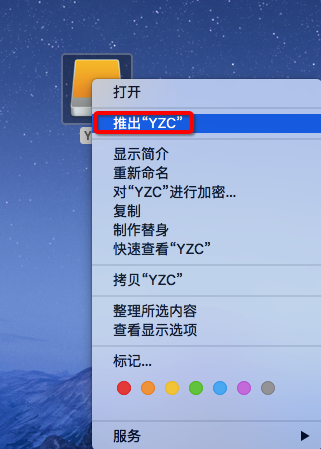 Y
打开
推出“YZC”
显示简介
重新命名
对“YZC”进行加密...
复制
制作替身
快速查看“YZC”
拷贝“YZC”
整理所选内容
查看显示选项
标记...
服务